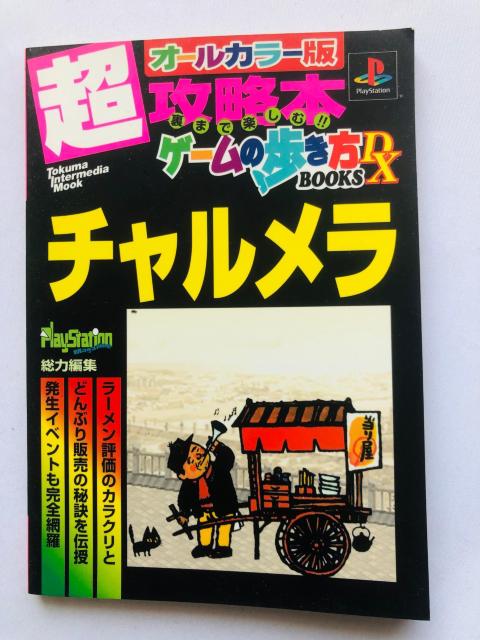 オールカラー版
超
攻略本
裏まで楽しむ!!
ゲームの歩き方DX
BOOKS
PlayStation
Tokuma
Intermedia
Mook
チャルメラ
PlayStation
総力編集
ラーメン評価のカラクリと
どんぶり販売の秘訣を伝授
発生イベントも完全網羅
当り屋